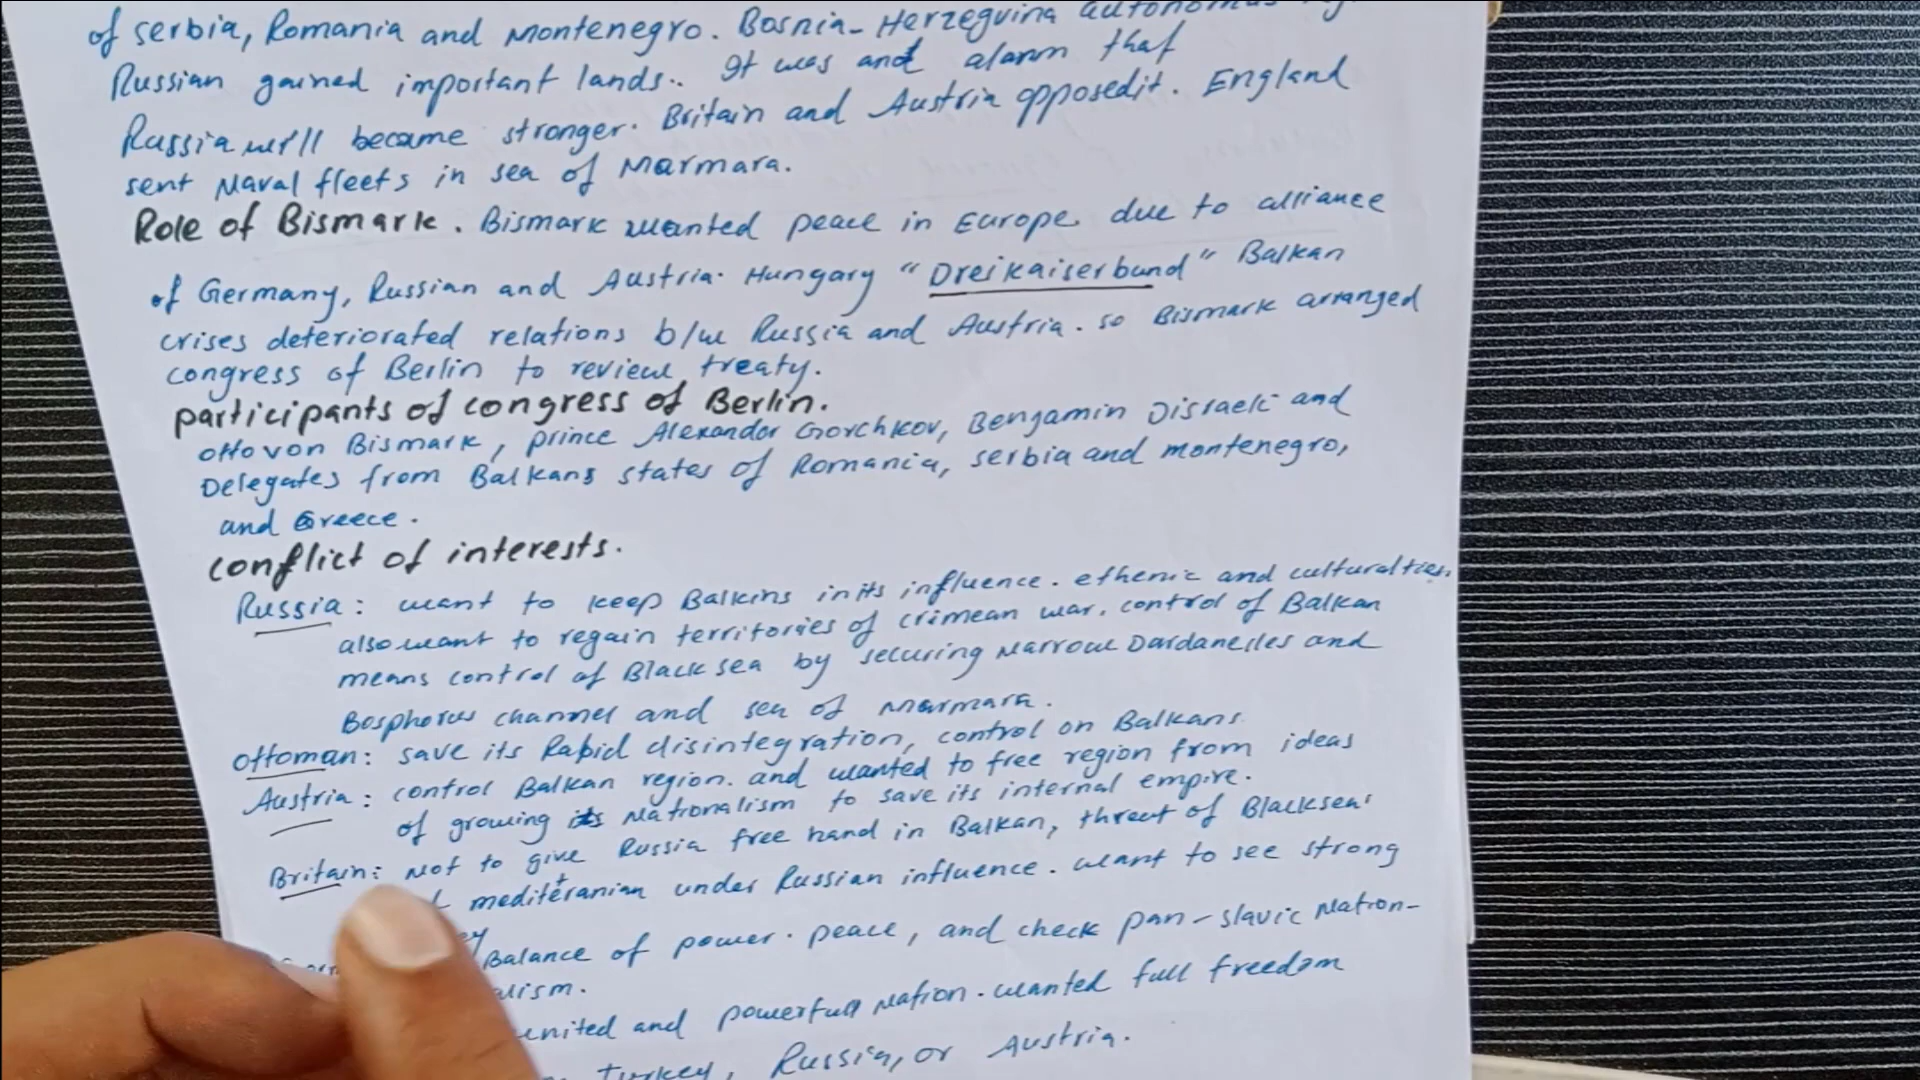 of serbia, Romania and Montenegro. Bosnia-Herzeguina autonomus
Russian gained important lands.. It was and alarm that
Russia will became stronger. Britain and Austria opposedit. England
sent Naval fleets in sea of Marmara.
Role of Bismark. Bismark wanted peace in Europe. due to alliance
of Germany, Russian and Austria-Hungary "Dreikaiserbund" Balkan
crises deteriorated relations b/w Russia and Austria. so Bismark arranged
congress of Berlin to review treaty.
participants of congress of Berlin.
otto von Bismark, prince Alexander Gorchkov, Bengamin Disraeli and
Delegates from Balkans states of Romania, serbia and montenegro,
and Greece.
conflict of interests.
Russia: want to keep Balkins in its influence. ethenic and cultural ties.
also want to regain territories of crimean war. control of Balkan
means control of Black sea by securing narrow Dardanelles and
Bosphorus channel and sea of Marmara.
Ottoman: save its Rapid disintegration, control on Balkans.
Austria: control Balkan region. and wanted to free region from ideas
of growing its Nationalism to save its internal empire.
Britain: Not to give Russia free hand in Balkan, threat of Blacksea
mediteranian under Russian influence. want to see strong
Balance of power. peace, and check pan-slavic Nation-
alism.
united and powerfull Nation. wanted full freedom
Turkey, Russia, or Austria.